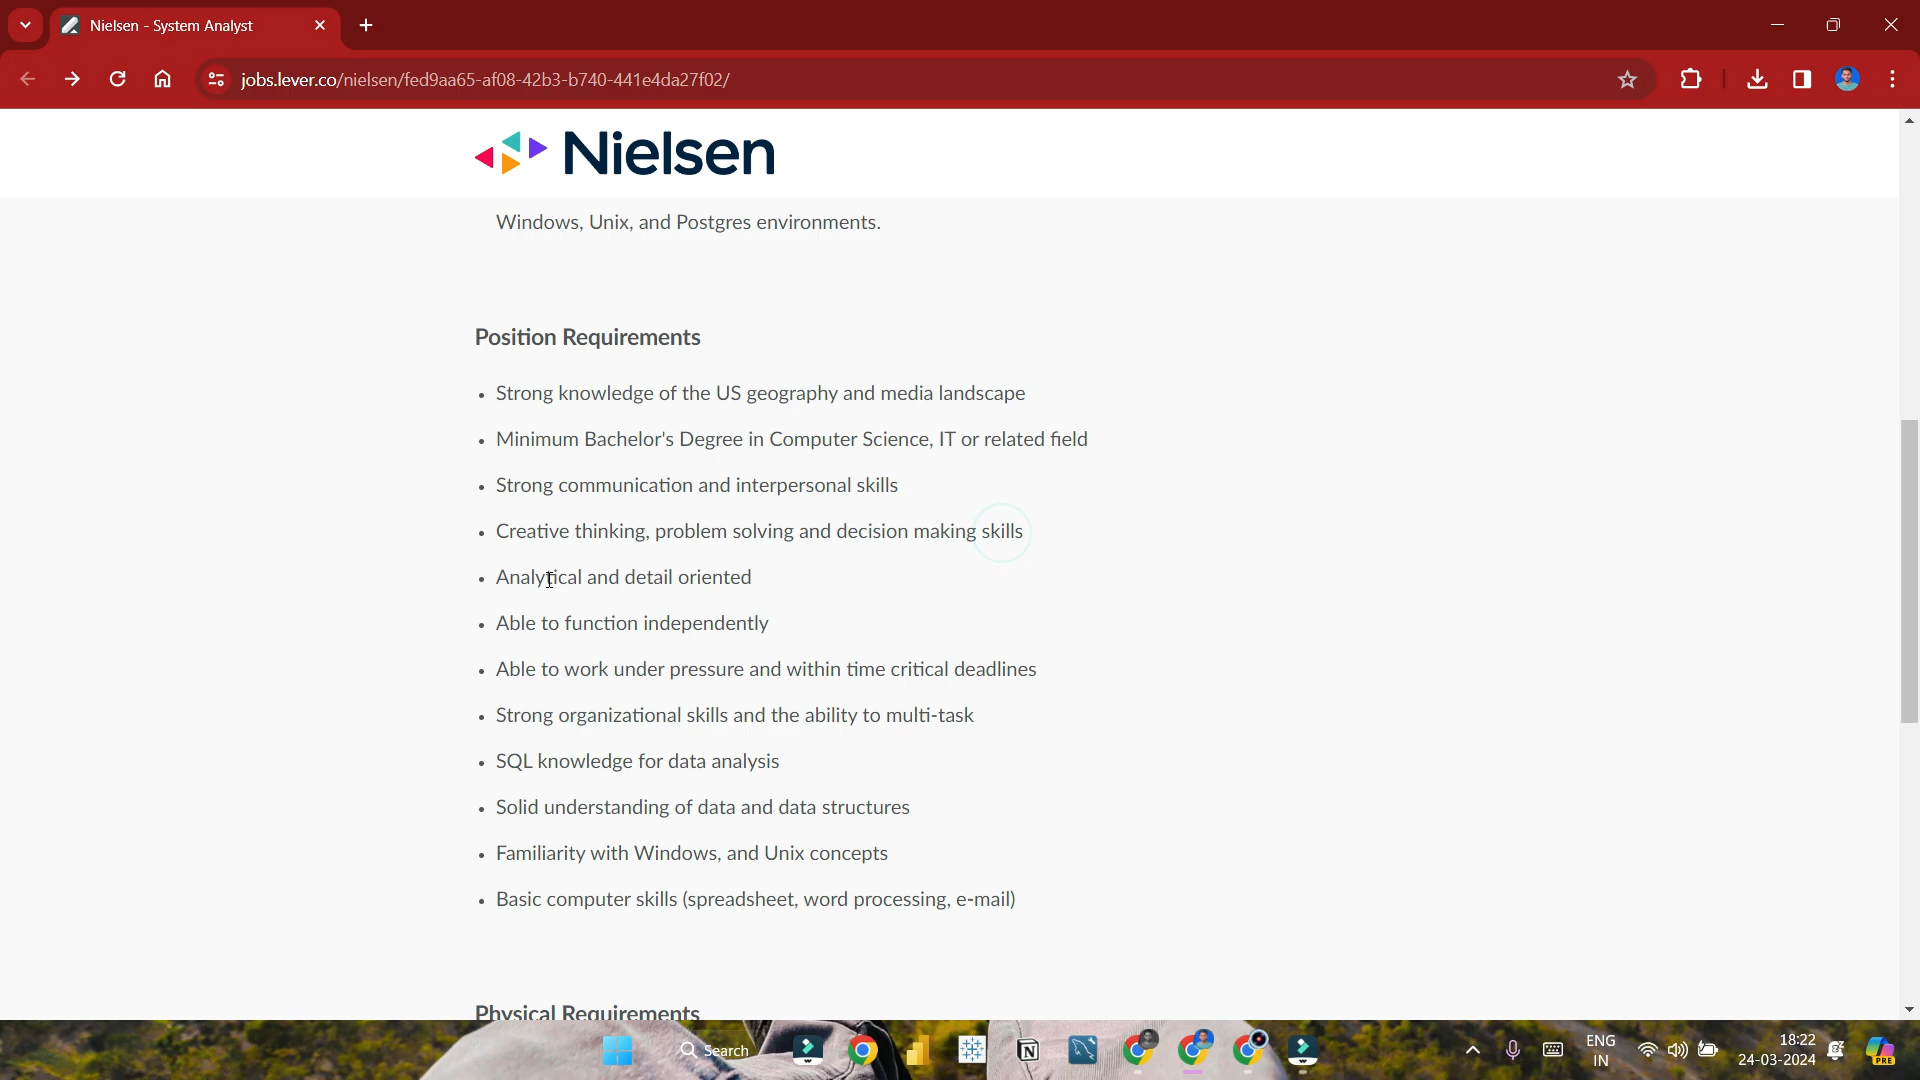 Nielsen - System Analyst
jobs.lever.co/nielsen/fed9aa65-af08-42b3-b740-441e4da27f02/
Nielsen
Windows, Unix, and Postgres environments.
Position Requirements
• Strong knowledge of the US geography and media landscape
• Minimum Bachelor's Degree in Computer Science, IT or related field
• Strong communication and interpersonal skills
• Creative thinking, problem solving and decision making skills
• Analytical and detail oriented
• Able to function independently
• Able to work under pressure and within time critical deadlines
• Strong organizational skills and the ability to multi-task
• SQL knowledge for data analysis
• Solid understanding of data and data structures
• Familiarity with Windows, and Unix concepts
• Basic computer skills (spreadsheet, word processing, e-mail)
Physical Requirements
Search
ENG
IN
18:22
24-03-2024
PRE